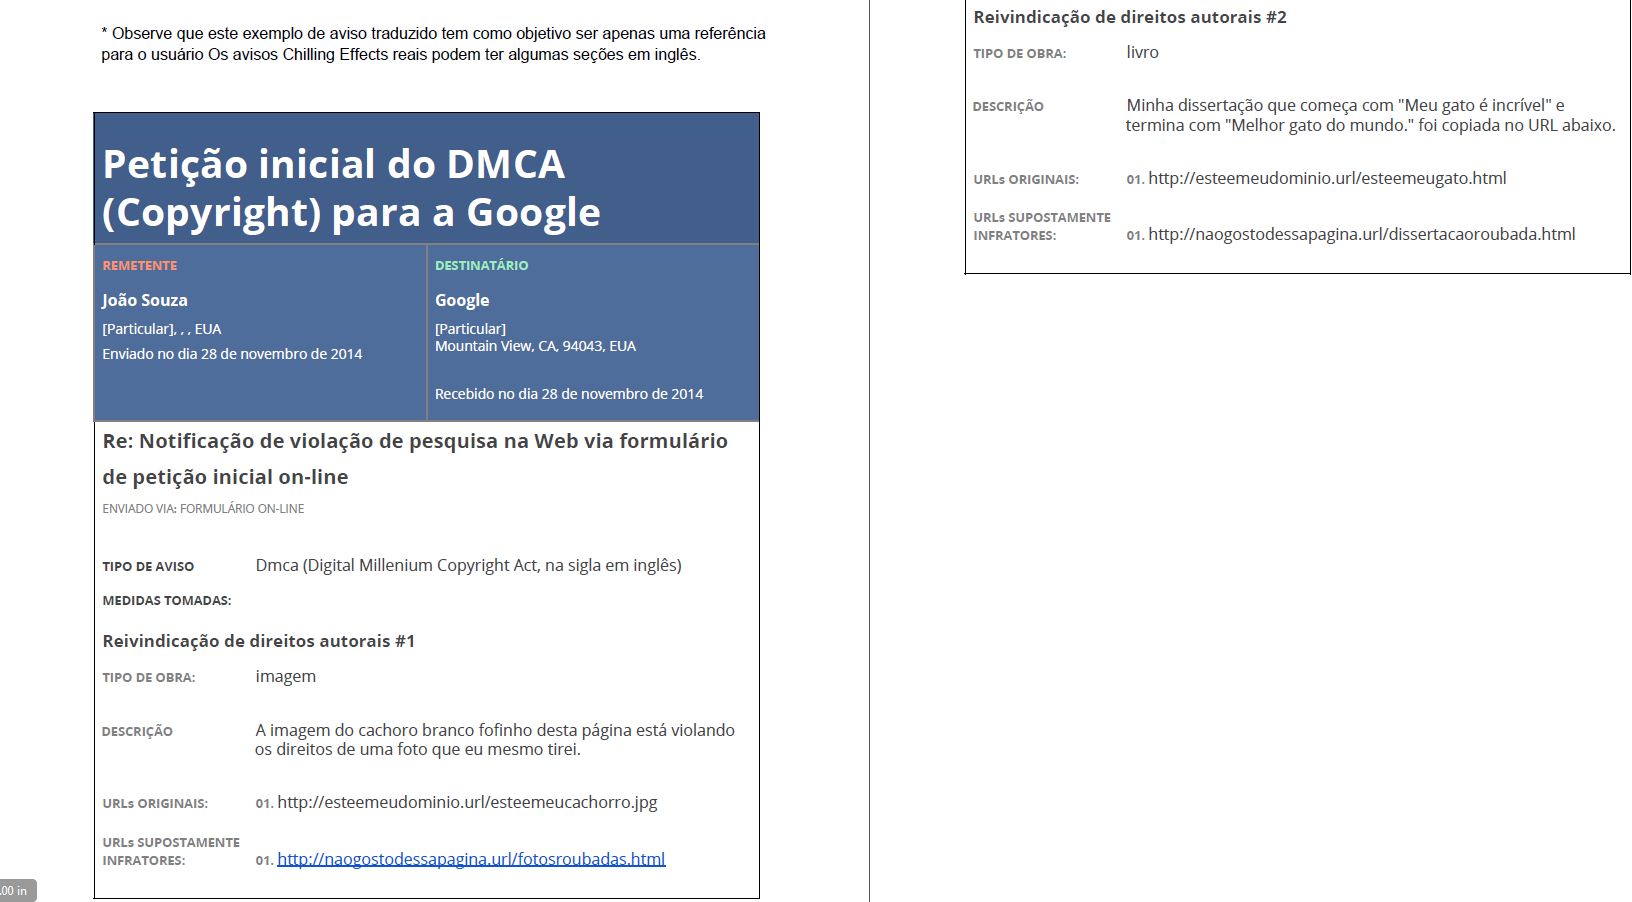 * Observe que este exemplo de aviso traduzido tem como objetivo ser apenas uma referência
para o usuário Os avisos Chilling Effects reais podem ter algumas seções em inglês.
Petição inicial do DMCA
(Copyright) para a Google
REMETENTE
João Souza
[Particular], , , EUA
Enviado no dia 28 de novembro de 2014
DESTINATÁRIO
Google
[Particular]
Mountain View, CA, 94043, EUA
Recebido no dia 28 de novembro de 2014
Re: Notificação de violação de pesquisa na Web via formulário
de petição inicial on-line
ENVIADO VIA: FORMULÁRIO ON-LINE
TIPO DE AVISO Dmca (Digital Millenium Copyright Act, na sigla em inglês)
MEDIDAS TOMADAS:
Reivindicação de direitos autorais #1
TIPO DE OBRA: imagem
DESCRIÇÃO A imagem do cachoro branco fofinho desta página está violando
os direitos de uma foto que eu mesmo tirei.
URLs ORIGINAIS: 01. http://esteemeudominio.url/esteemeucachorro.jpg
URLs SUPOSTAMENTE
INFRATORES: 01. http://naogostodessapagina.url/fotosroubadas.html
.00 in
Reivindicação de direitos autorais #2
TIPO DE OBRA: livro
DESCRIÇÃO Minha dissertação que começa com "Meu gato é incrível" e
termina com "Melhor gato do mundo." foi copiada no URL abaixo.
URLs ORIGINAIS: 01. http://esteemeudominio.url/esteemeugato.html
URLs SUPOSTAMENTE
INFRATORES: 01. http://naogostodessapagina.url/dissertacaoroubada.html